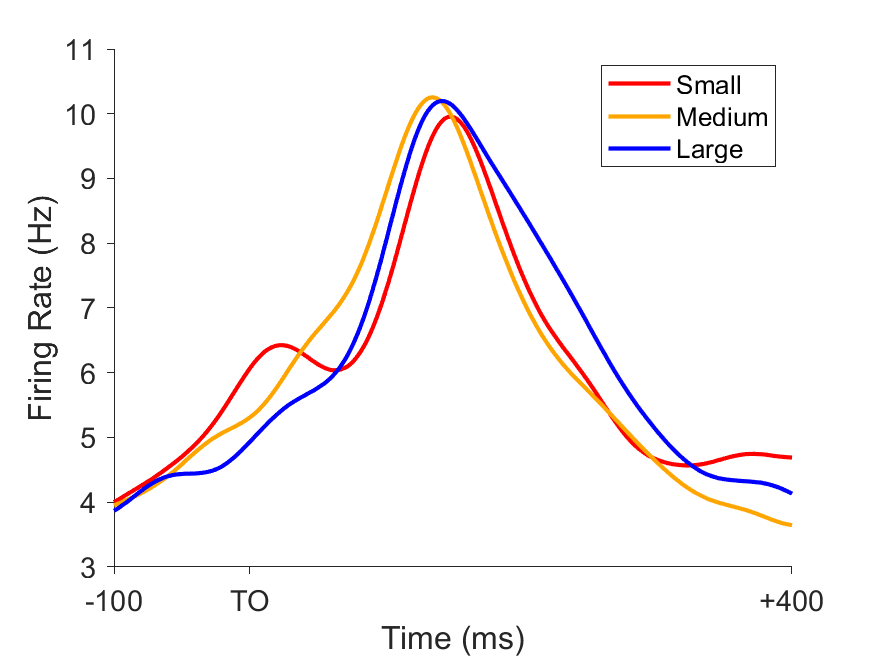 11
10
9
8
7
6
5
4
3
Firing Rate (Hz)
Small
Medium
Large
-100 TO +400
Time (ms)